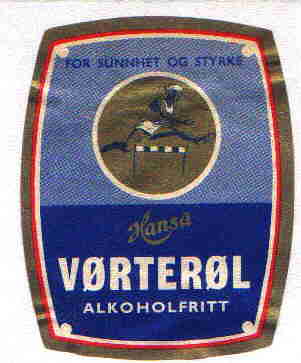 FOR SUNNHET OG STYRKE
Hansa
VØRTERØL
ALKOHOLFRITT